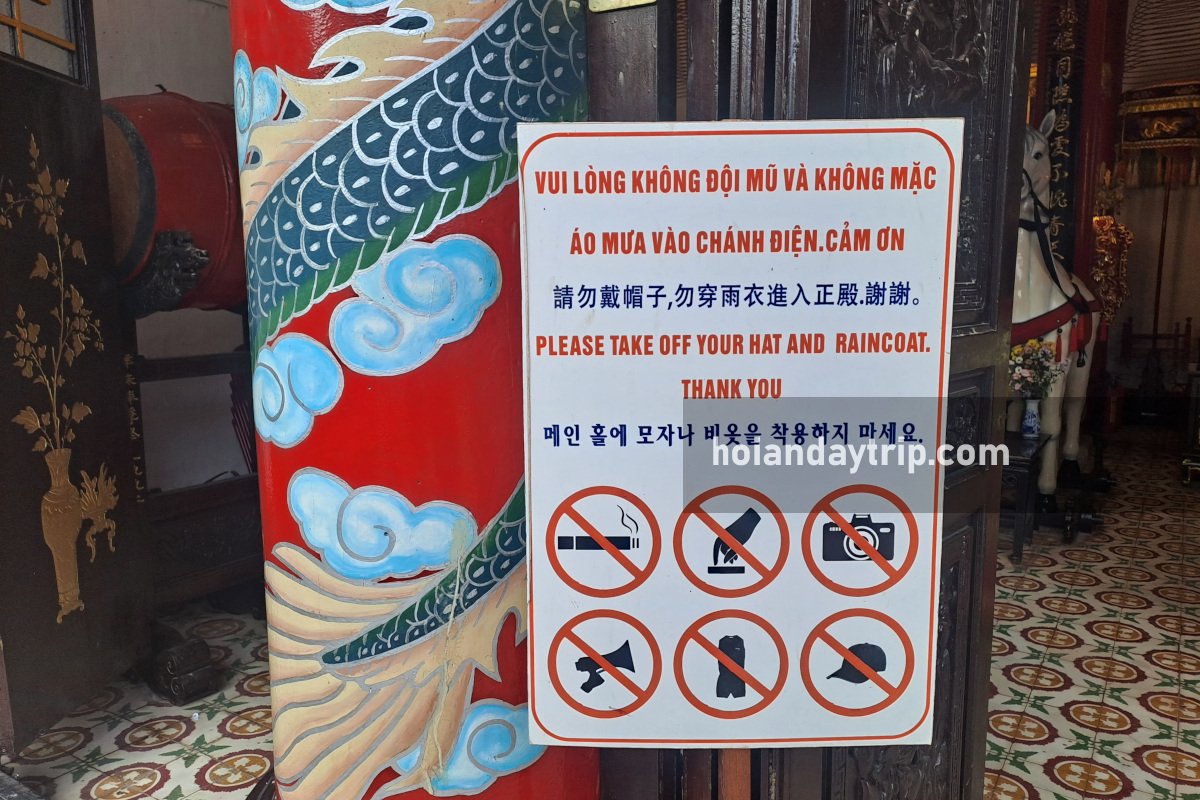 VUI LÒNG KHÔNG ĐỘI MŨ VÀ KHÔNG MẶC
ÁO MƯA VÀO CHÁNH ĐIỆN.CẢM ƠN
請勿戴帽子,勿穿雨衣進入正殿.謝謝。
PLEASE TAKE OFF YOUR HAT AND RAINCOAT.
THANK YOU
메인 홀에 모자나 비옷을 착용하지 마세요.
hoiandaytrip.com